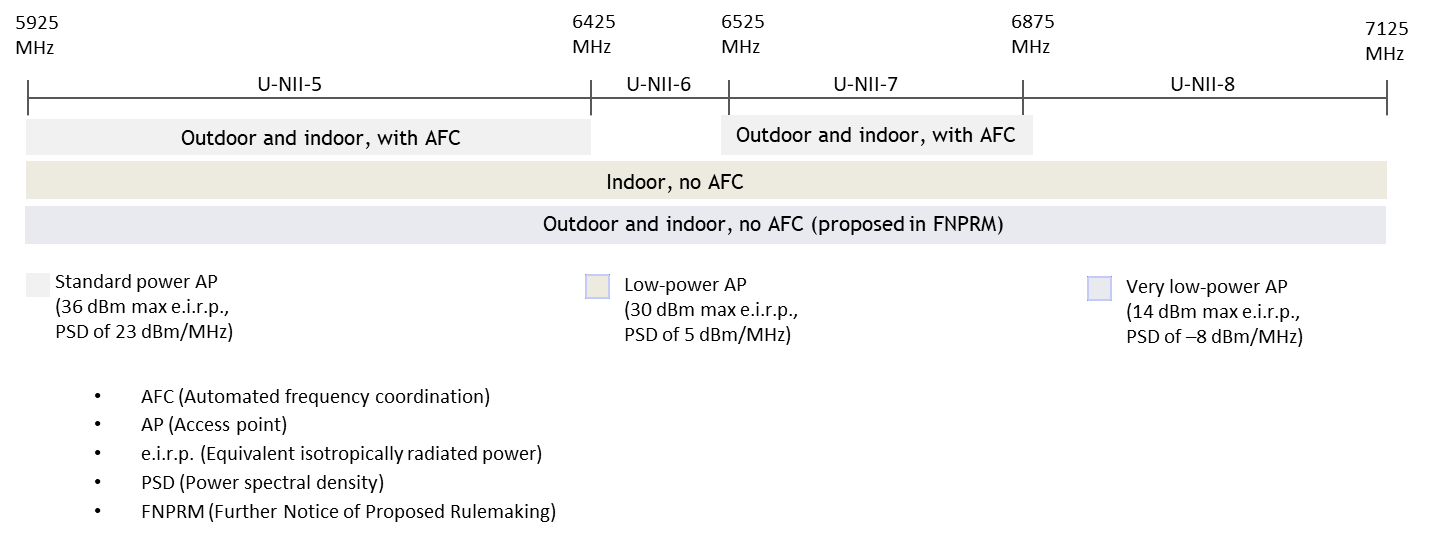 5925
MHz
6425
MHz
6525
MHz
6875
MHz
7125
MHz
U-NII-5
U-NII-6
U-NII-7
U-NII-8
Outdoor and indoor, with AFC
Outdoor and indoor, with AFC
Indoor, no AFC
Outdoor and indoor, no AFC (proposed in FNPRM)
Standard power AP
(36 dBm max e.i.r.p.,
PSD of 23 dBm/MHz)
Low-power AP
(30 dBm max e.i.r.p.,
PSD of 5 dBm/MHz)
Very low-power AP
(14 dBm max e.i.r.p.,
PSD of –8 dBm/MHz)
• AFC (Automated frequency coordination)
• AP (Access point)
• e.i.r.p. (Equivalent isotropically radiated power)
• PSD (Power spectral density)
• FNPRM (Further Notice of Proposed Rulemaking)